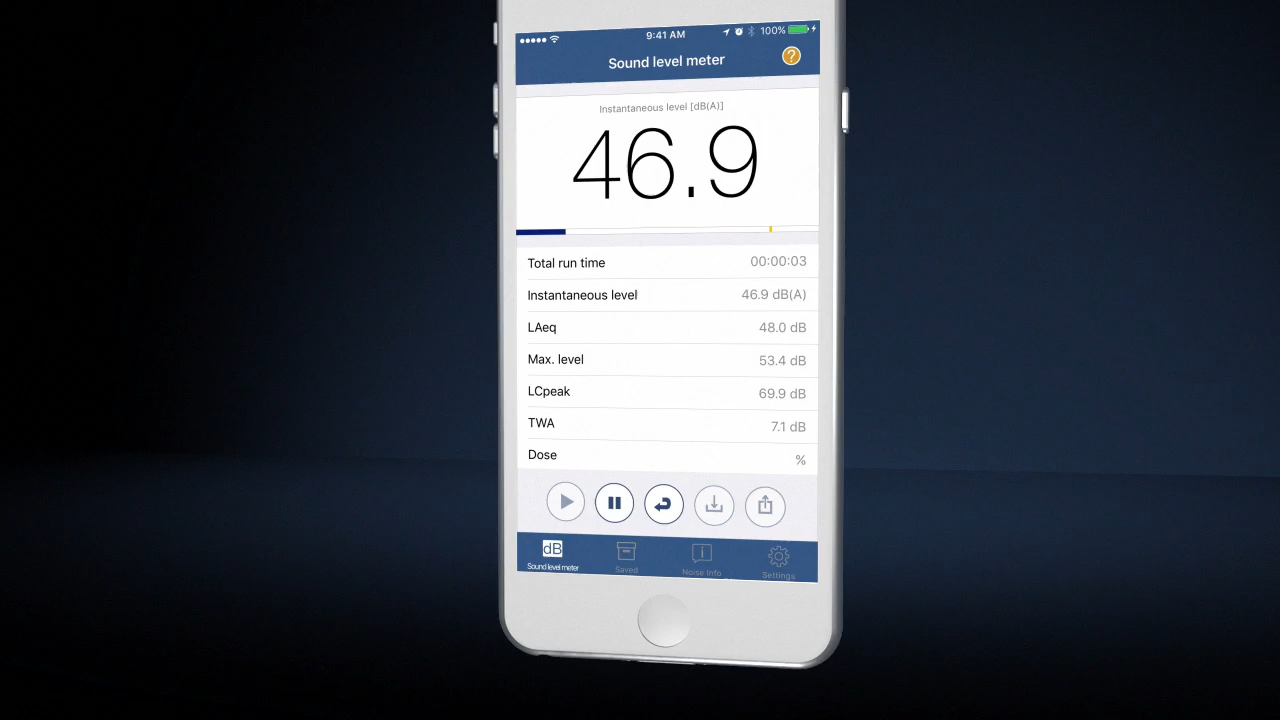 9:41 AM 100%
Sound level meter ?
Instantaneous level [dB(A)]
46.9
Total run time 00:00:03
Instantaneous level 46.9 dB(A)
LAeq 48.0 dB
Max. level 53.4 dB
LCpeak 69.9 dB
TWA 7.1 dB
Dose %
dB
Sound level meter Saved Noise Info Settings